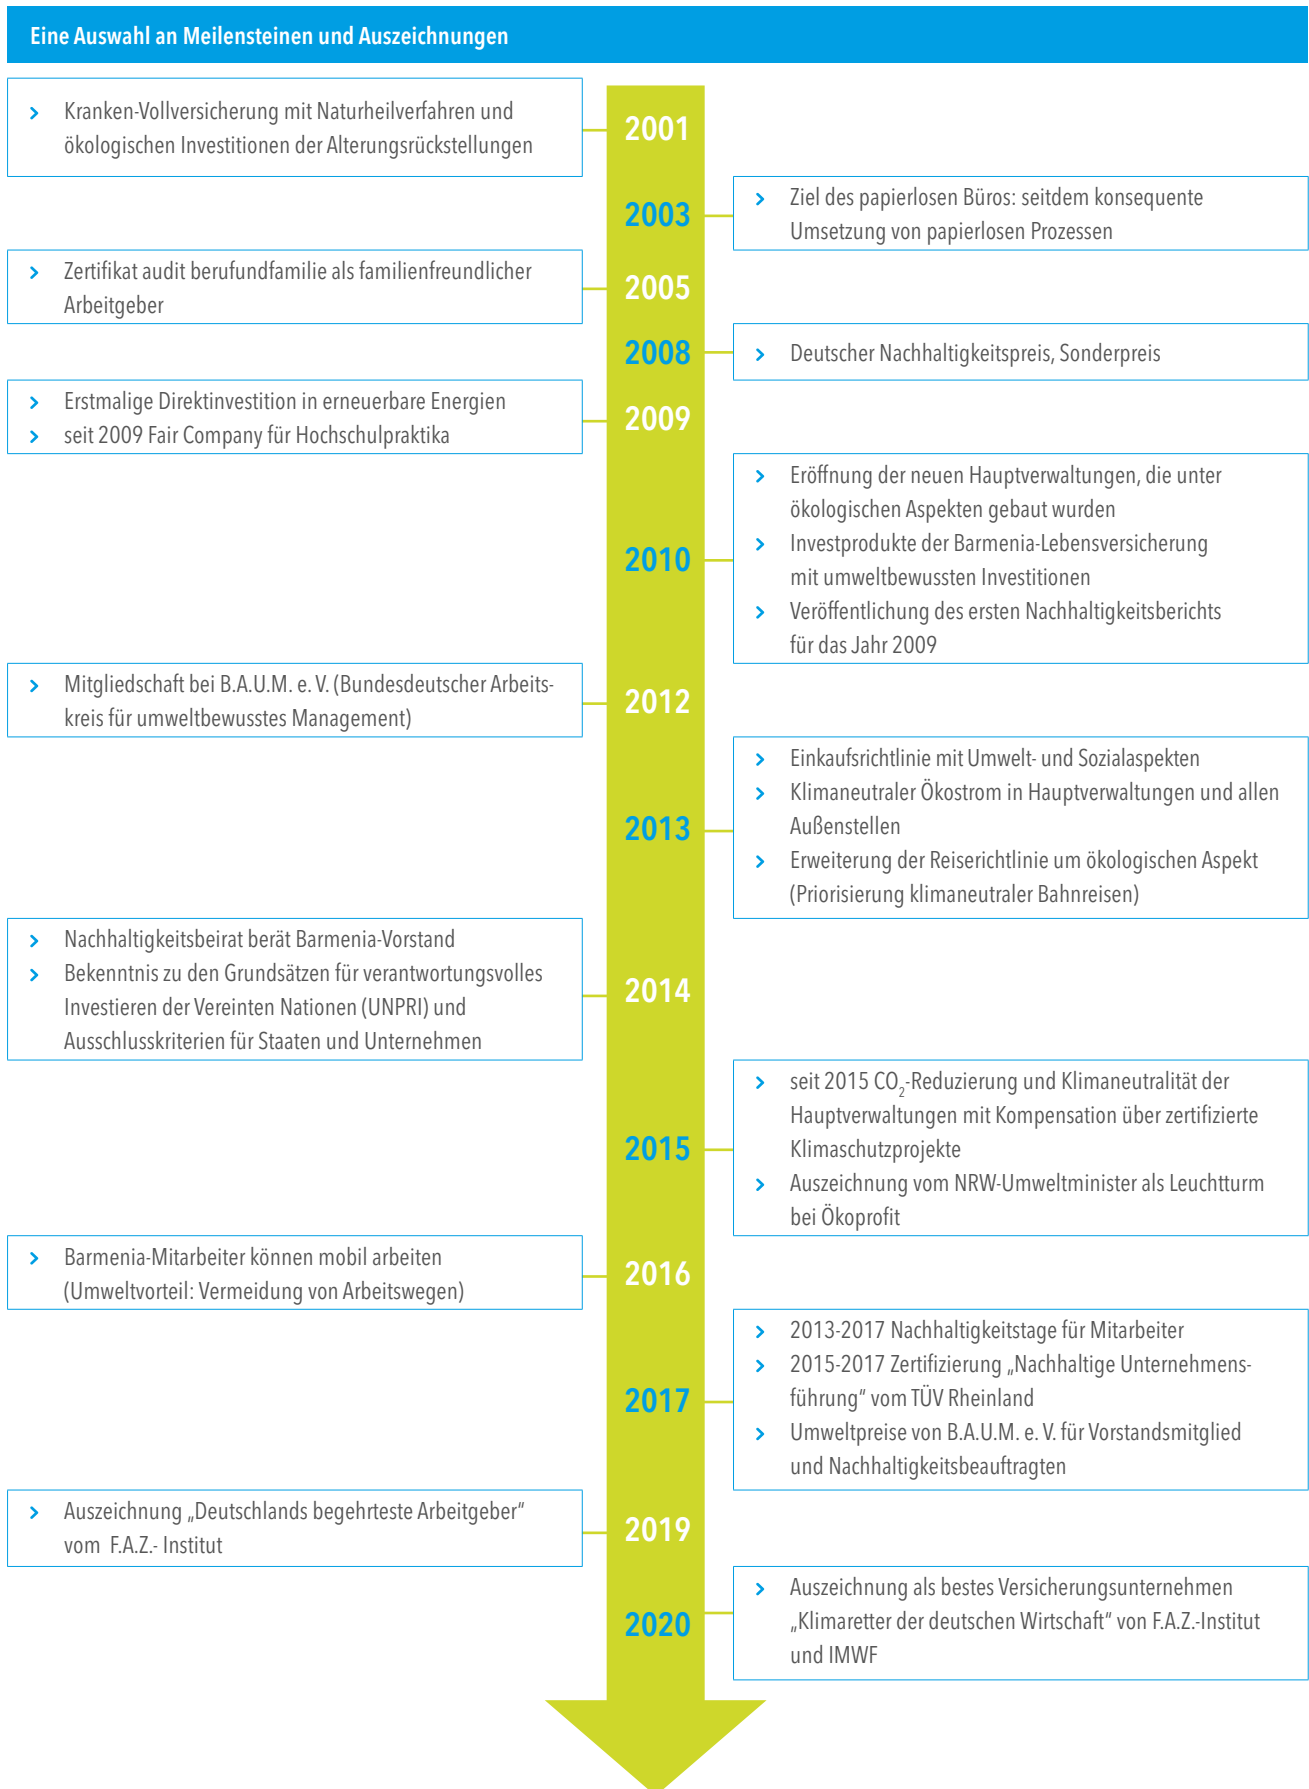 Eine Auswahl an Meilensteinen und Auszeichnungen
2001
> Kranken-Vollversicherung mit Naturheilverfahren und
ökologischen Investitionen der Alterungsrückstellungen
2003
> Ziel des papierlosen Büros: seitdem konsequente
Umsetzung von papierlosen Prozessen
2005
> Zertifikat audit berufundfamilie als familienfreundlicher
Arbeitgeber
2008
> Deutscher Nachhaltigkeitspreis, Sonderpreis
2009
> Erstmalige Direktinvestition in erneuerbare Energien
> seit 2009 Fair Company für Hochschulpraktika
2010
> Eröffnung der neuen Hauptverwaltungen, die unter
ökologischen Aspekten gebaut wurden
> Investprodukte der Barmenia-Lebensversicherung
mit umweltbewussten Investitionen
> Veröffentlichung des ersten Nachhaltigkeitsberichts
für das Jahr 2009
2012
> Mitgliedschaft bei B.A.U.M. e. V. (Bundesdeutscher Arbeits-
kreis für umweltbewusstes Management)
2013
> Einkaufsrichtlinie mit Umwelt- und Sozialaspekten
> Klimaneutraler Ökostrom in Hauptverwaltungen und allen
Außenstellen
> Erweiterung der Reiserichtlinie um ökologischen Aspekt
(Priorisierung klimaneutraler Bahnreisen)
2014
> Nachhaltigkeitsbeirat berät Barmenia-Vorstand
> Bekenntnis zu den Grundsätzen für verantwortungsvolles
Investieren der Vereinten Nationen (UNPRI) und
Ausschlusskriterien für Staaten und Unternehmen
2015
> seit 2015 CO₂-Reduzierung und Klimaneutralität der
Hauptverwaltungen mit Kompensation über zertifizierte
Klimaschutzprojekte
> Auszeichnung vom NRW-Umweltminister als Leuchtturm
bei Ökoprofit
2016
> Barmenia-Mitarbeiter können mobil arbeiten
(Umweltvorteil: Vermeidung von Arbeitswegen)
2017
> 2013-2017 Nachhaltigkeitstage für Mitarbeiter
> 2015-2017 Zertifizierung „Nachhaltige Unternehmens-
führung“ vom TÜV Rheinland
> Umweltpreise von B.A.U.M. e. V. für Vorstandsmitglied
und Nachhaltigkeitsbeauftragten
2019
> Auszeichnung „Deutschlands begehrteste Arbeitgeber“
vom F.A.Z.- Institut
2020
> Auszeichnung als bestes Versicherungsunternehmen
„Klimaretter der deutschen Wirtschaft“ von F.A.Z.-Institut
und IMWF